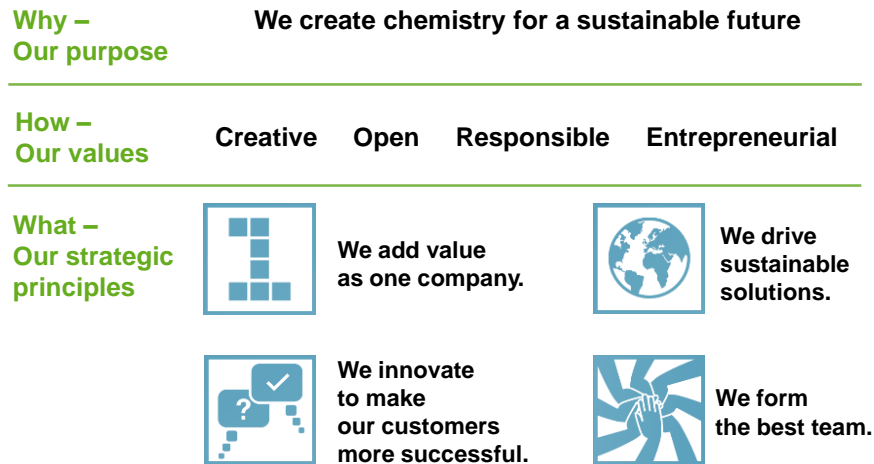 Why –
Our purpose
We create chemistry for a sustainable future
How –
Our values
Creative Open Responsible Entrepreneurial
What –
Our strategic
principles
We add value
as one company.
We drive
sustainable
solutions.
?
We innovate
to make
our customers
more successful.
We form
the best team.